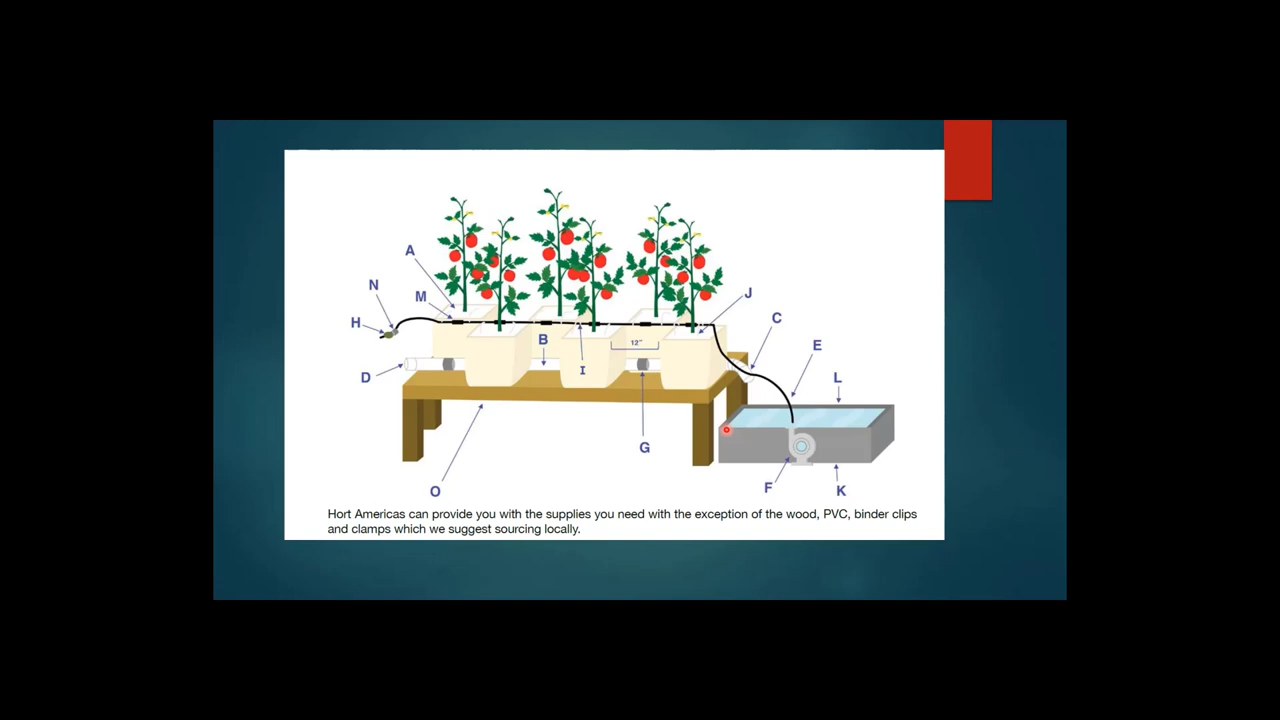 A
N
M
H
J
C
B
12"
E
I
D
L
G
F
O
K
Hort Americas can provide you with the supplies you need with the exception of the wood, PVC, binder clips
and clamps which we suggest sourcing locally.